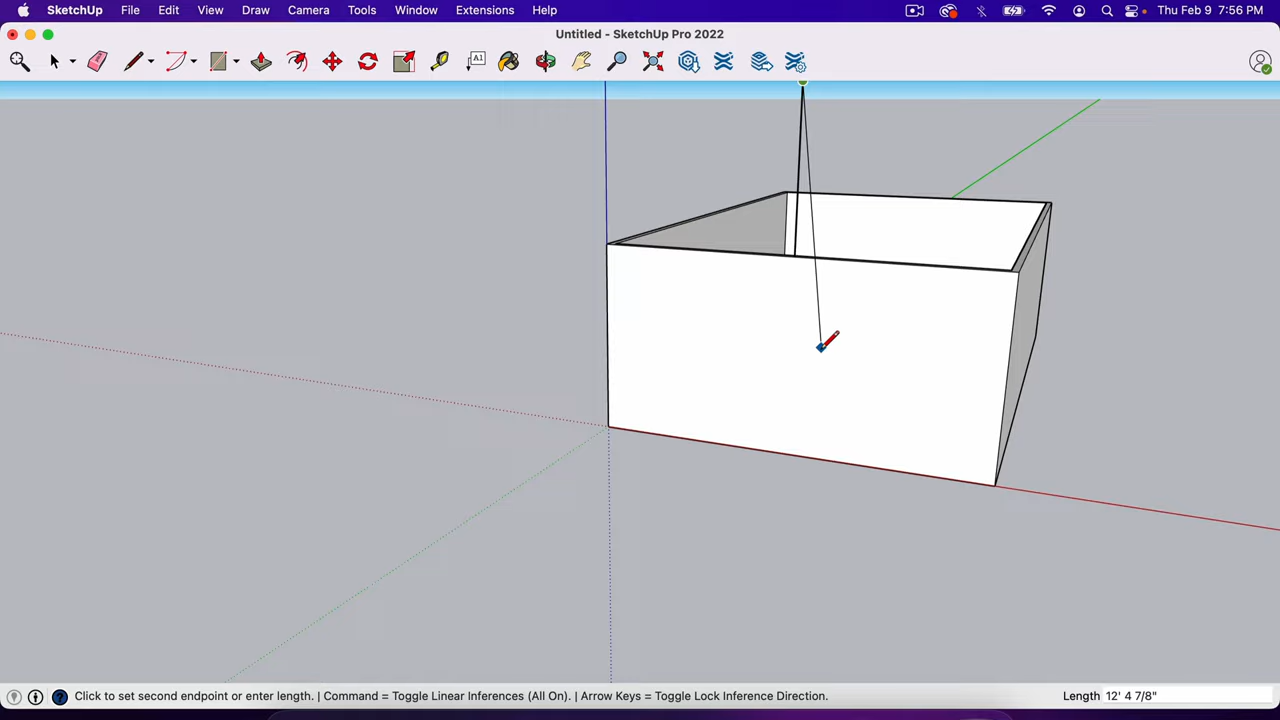 SketchUp File Edit View Draw Camera Tools Window Extensions Help Thu Feb 9 7:56 PM
Untitled - SketchUp Pro 2022
A1
Click to set second endpoint or enter length. | Command = Toggle Linear Inferences (All On). | Arrow Keys = Toggle Lock Inference Direction. Length 12' 4 7/8"